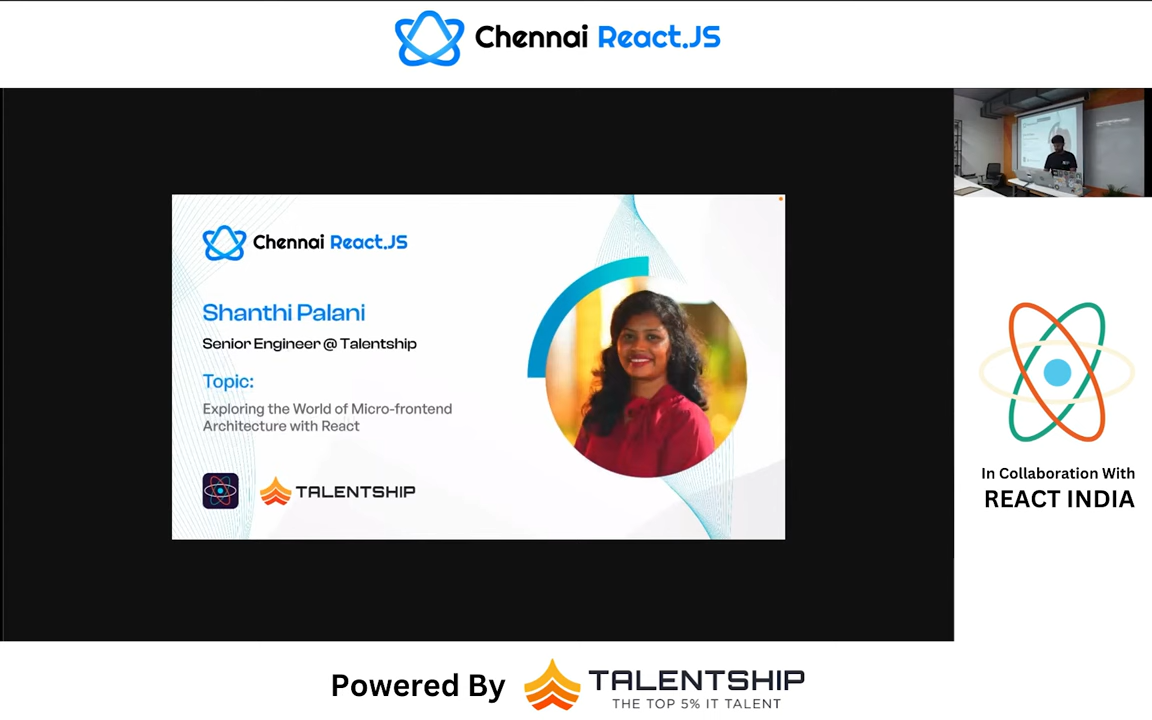 Chennai React.JS
Chennai React.JS
Shanthi Palani
Senior Engineer @ Talentship
Topic:
Exploring the World of Micro-frontend
Architecture with React
TALENTSHIP
In Collaboration With
REACT INDIA
Powered By
TALENTSHIP
THE TOP 5% IT TALENT